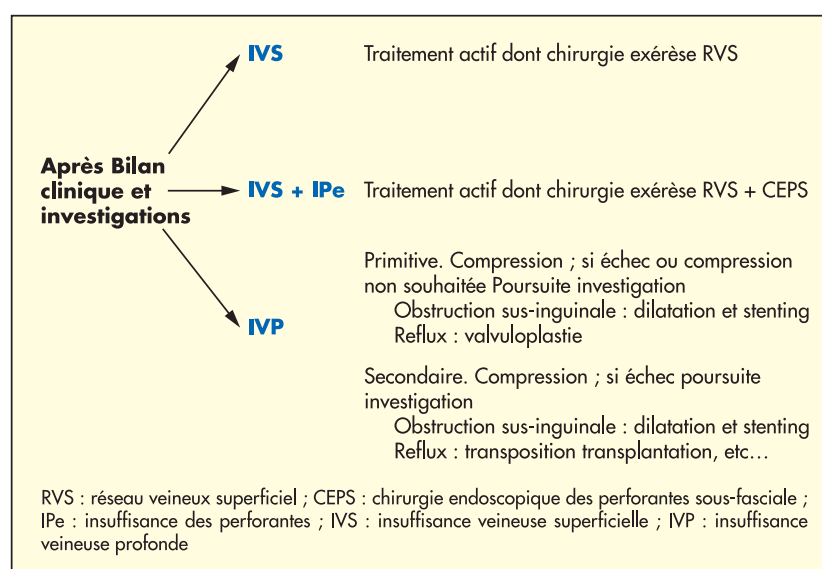 IVS Traitement actif dont chirurgie exérèse RVS
Après Bilan
clinique et
investigations
IVS + IPe Traitement actif dont chirurgie exérèse RVS + CEPS
IVP
Primitive. Compression ; si échec ou compression
non souhaitée Poursuite investigation
Obstruction sus-inguinale : dilatation et stenting
Reflux : valvuloplastie
Secondaire. Compression ; si échec poursuite
investigation
Obstruction sus-inguinale : dilatation et stenting
Reflux : transposition transplantation, etc…
RVS : réseau veineux superficiel ; CEPS : chirurgie endoscopique des perforantes sous-fasciale ;
IPe : insuffisance des perforantes ; IVS : insuffisance veineuse superficielle ; IVP : insuffisance
veineuse profonde